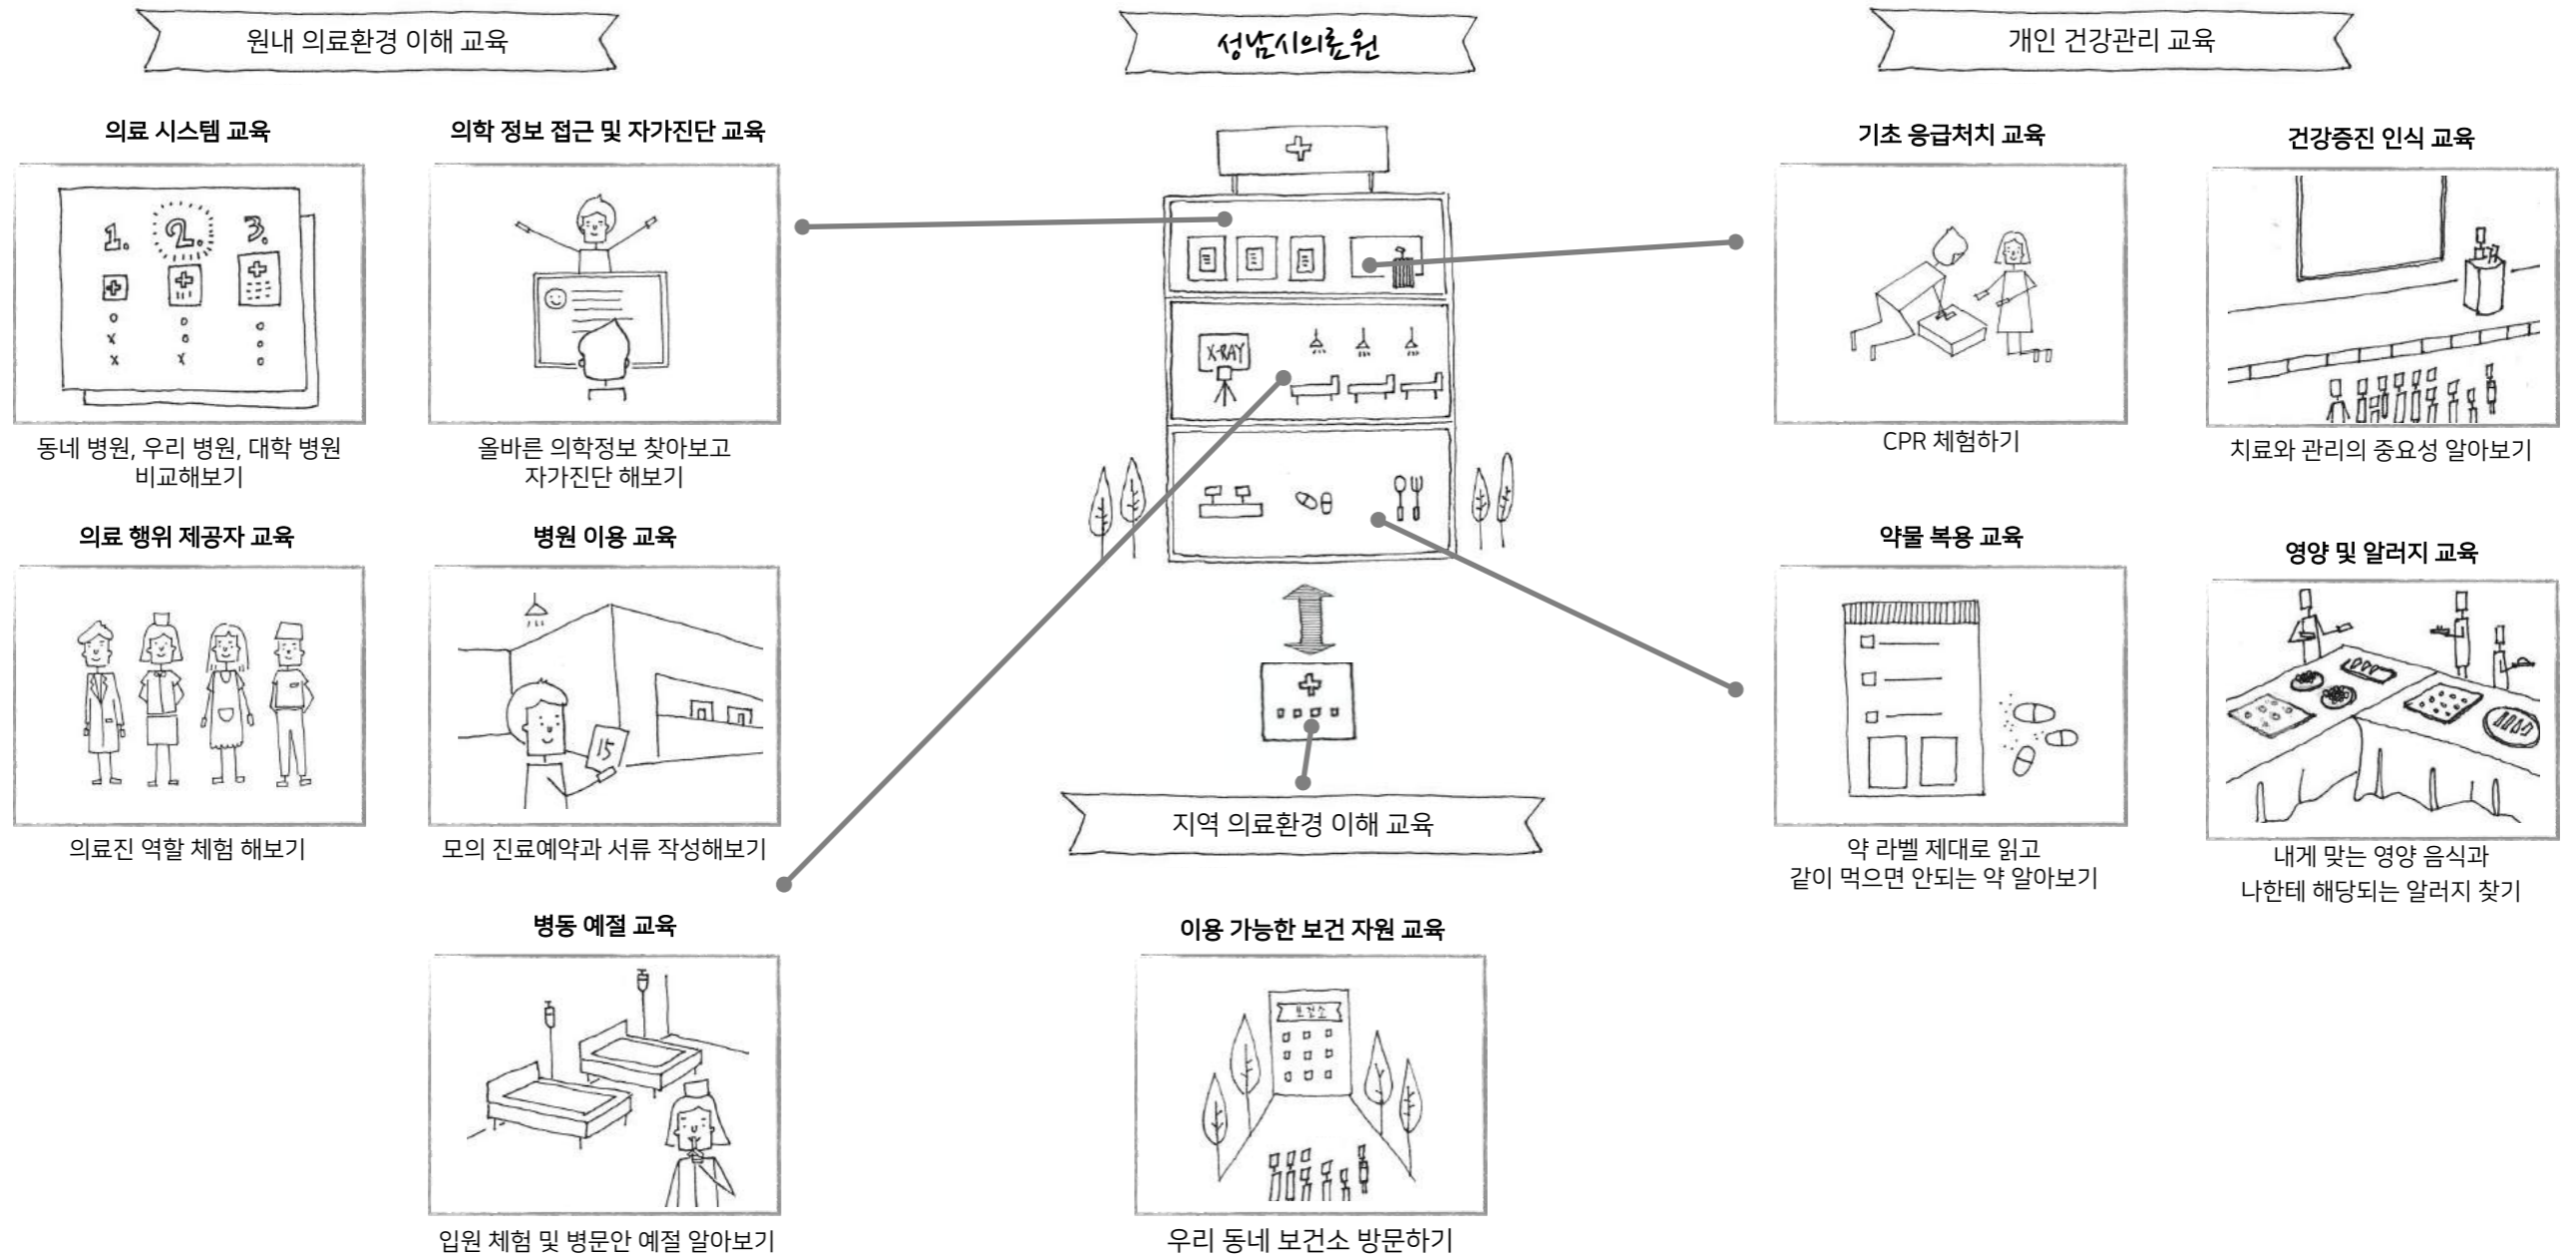 원내 의료환경 이해 교육
성남시의료원
개인 건강관리 교육
의료 시스템 교육
1. 2. 3.
동네 병원, 우리 병원, 대학 병원
비교해보기
의학 정보 접근 및 자가진단 교육
올바른 의학정보 찾아보고
자가진단 해보기
의료 행위 제공자 교육
의료진 역할 체험 해보기
병원 이용 교육
15
모의 진료예약과 서류 작성해보기
병동 예절 교육
입원 체험 및 병문안 예절 알아보기
X-RAY
지역 의료환경 이해 교육
이용 가능한 보건 자원 교육
보건소
우리 동네 보건소 방문하기
기초 응급처치 교육
CPR 체험하기
건강증진 인식 교육
치료와 관리의 중요성 알아보기
약물 복용 교육
약 라벨 제대로 읽고
같이 먹으면 안되는 약 알아보기
영양 및 알러지 교육
내게 맞는 영양 음식과
나한테 해당되는 알러지 찾기